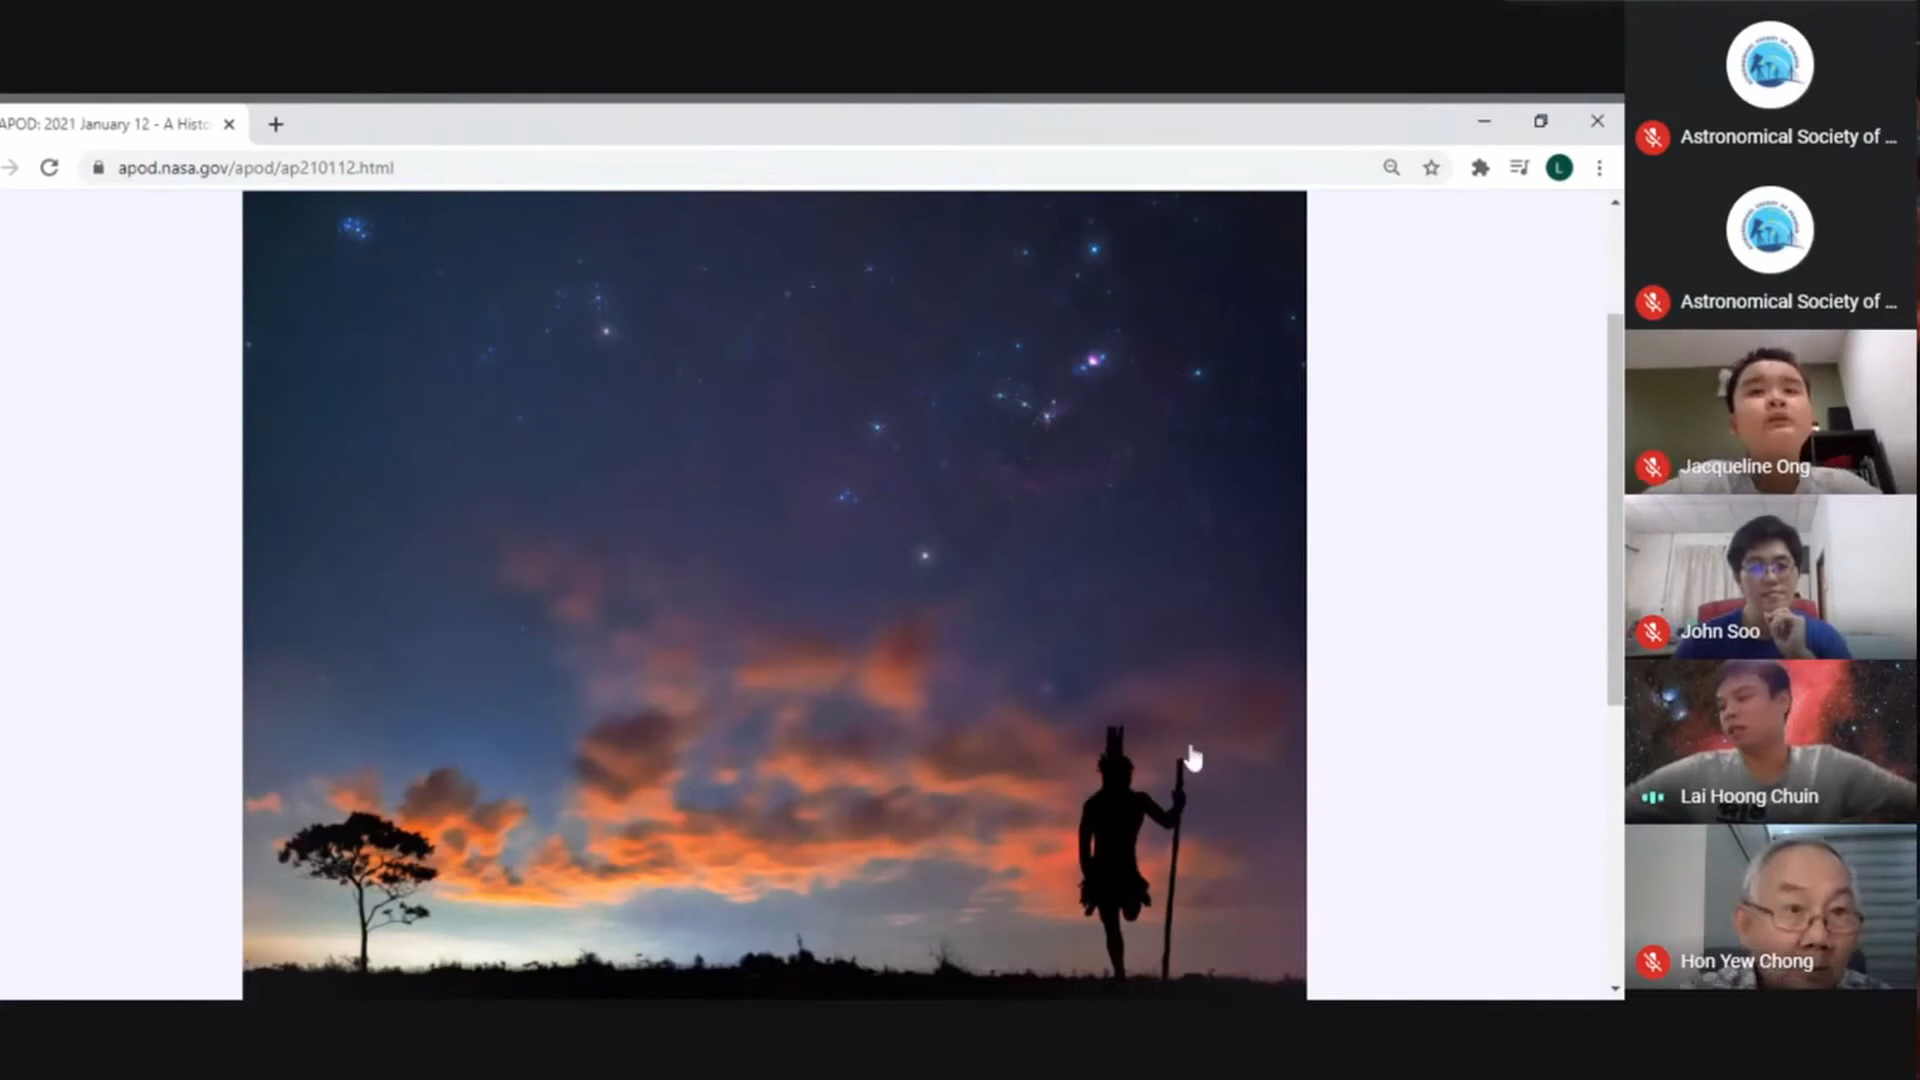 APOD: 2021 January 12 - A Histo
apod.nasa.gov/apod/ap210112.html
L
Astronomical Society of ...
Astronomical Society of ...
Jacqueline Ong
John Soo
Lai Hoong Chuin
Hon Yew Chong